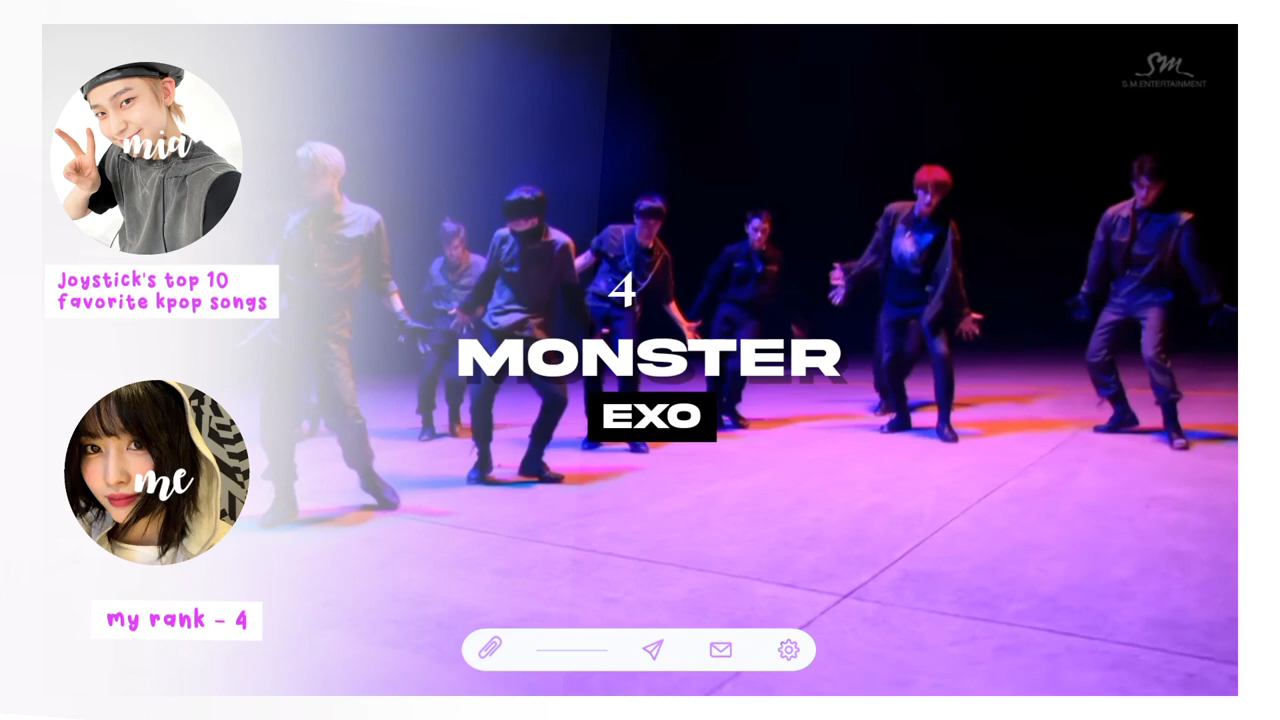 mia
Joystick's top 10
favorite kpop songs
me
my rank - 4
4
MONSTER
EXO
SM
S.M.ENTERTAINMENT